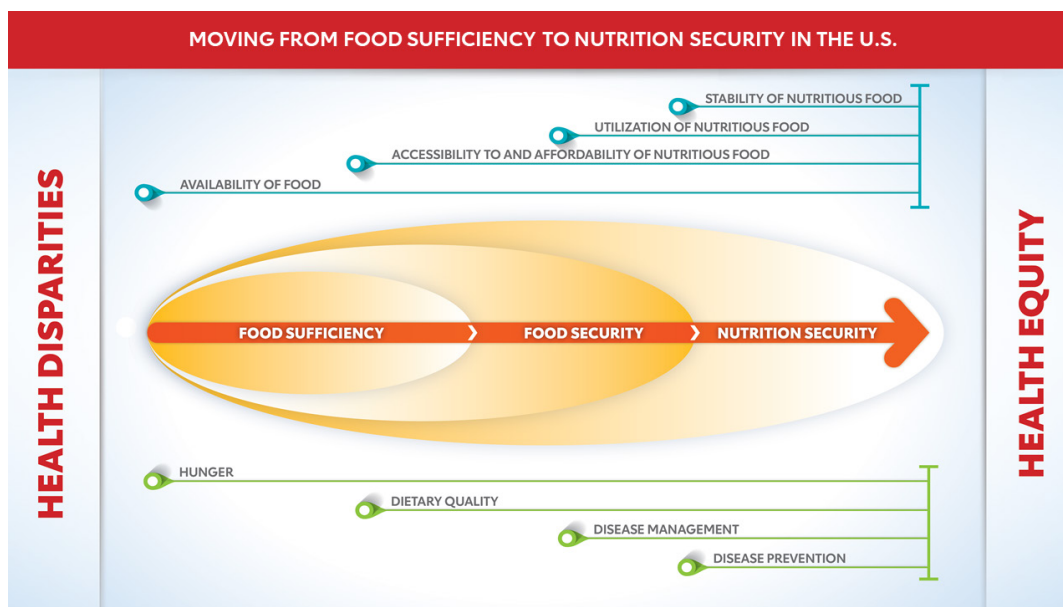 MOVING FROM FOOD SUFFICIENCY TO NUTRITION SECURITY IN THE U.S.
HEALTH DISPARITIES
STABILITY OF NUTRITIOUS FOOD
UTILIZATION OF NUTRITIOUS FOOD
ACCESSIBILITY TO AND AFFORDABILITY OF NUTRITIOUS FOOD
AVAILABILITY OF FOOD
FOOD SUFFICIENCY
FOOD SECURITY
NUTRITION SECURITY
HUNGER
DIETARY QUALITY
DISEASE MANAGEMENT
DISEASE PREVENTION
HEALTH EQUITY